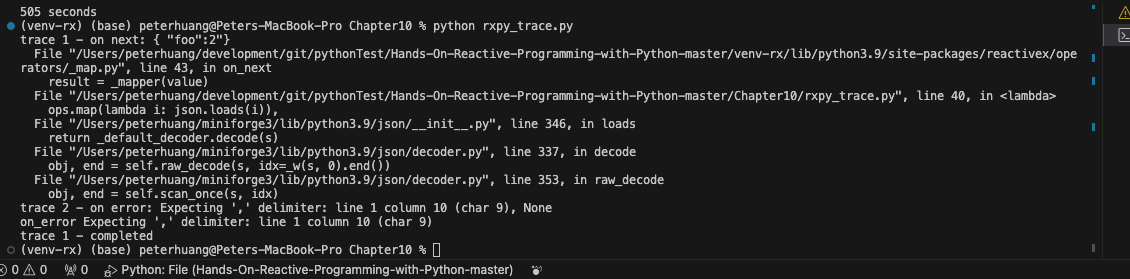 505 seconds
(venv-rx) (base) peterhuang@Peters-MacBook-Pro Chapter10 % python rxpy_trace.py
trace 1 - on next: { "foo":2"}
  File "/Users/peterhuang/development/git/pythonTest/Hands-On-Reactive-Programming-with-Python-master/venv-rx/lib/python3.9/site-packages/reactivex/ope
rators/_map.py", line 43, in on_next
    result = _mapper(value)
  File "/Users/peterhuang/development/git/pythonTest/Hands-On-Reactive-Programming-with-Python-master/Chapter10/rxpy_trace.py", line 40, in <lambda>
    ops.map(lambda i: json.loads(i)),
  File "/Users/peterhuang/miniforge3/lib/python3.9/json/__init__.py", line 346, in loads
    return _default_decoder.decode(s)
  File "/Users/peterhuang/miniforge3/lib/python3.9/json/decoder.py", line 337, in decode
    obj, end = self.raw_decode(s, idx=_w(s, 0).end())
  File "/Users/peterhuang/miniforge3/lib/python3.9/json/decoder.py", line 353, in raw_decode
    obj, end = self.scan_once(s, idx)
trace 2 - on error: Expecting ',' delimiter: line 1 column 10 (char 9), None
on_error Expecting ',' delimiter: line 1 column 10 (char 9)
trace 1 - completed
(venv-rx) (base) peterhuang@Peters-MacBook-Pro Chapter10 %
0 0 0 Python: File (Hands-On-Reactive-Programming-with-Python-master)